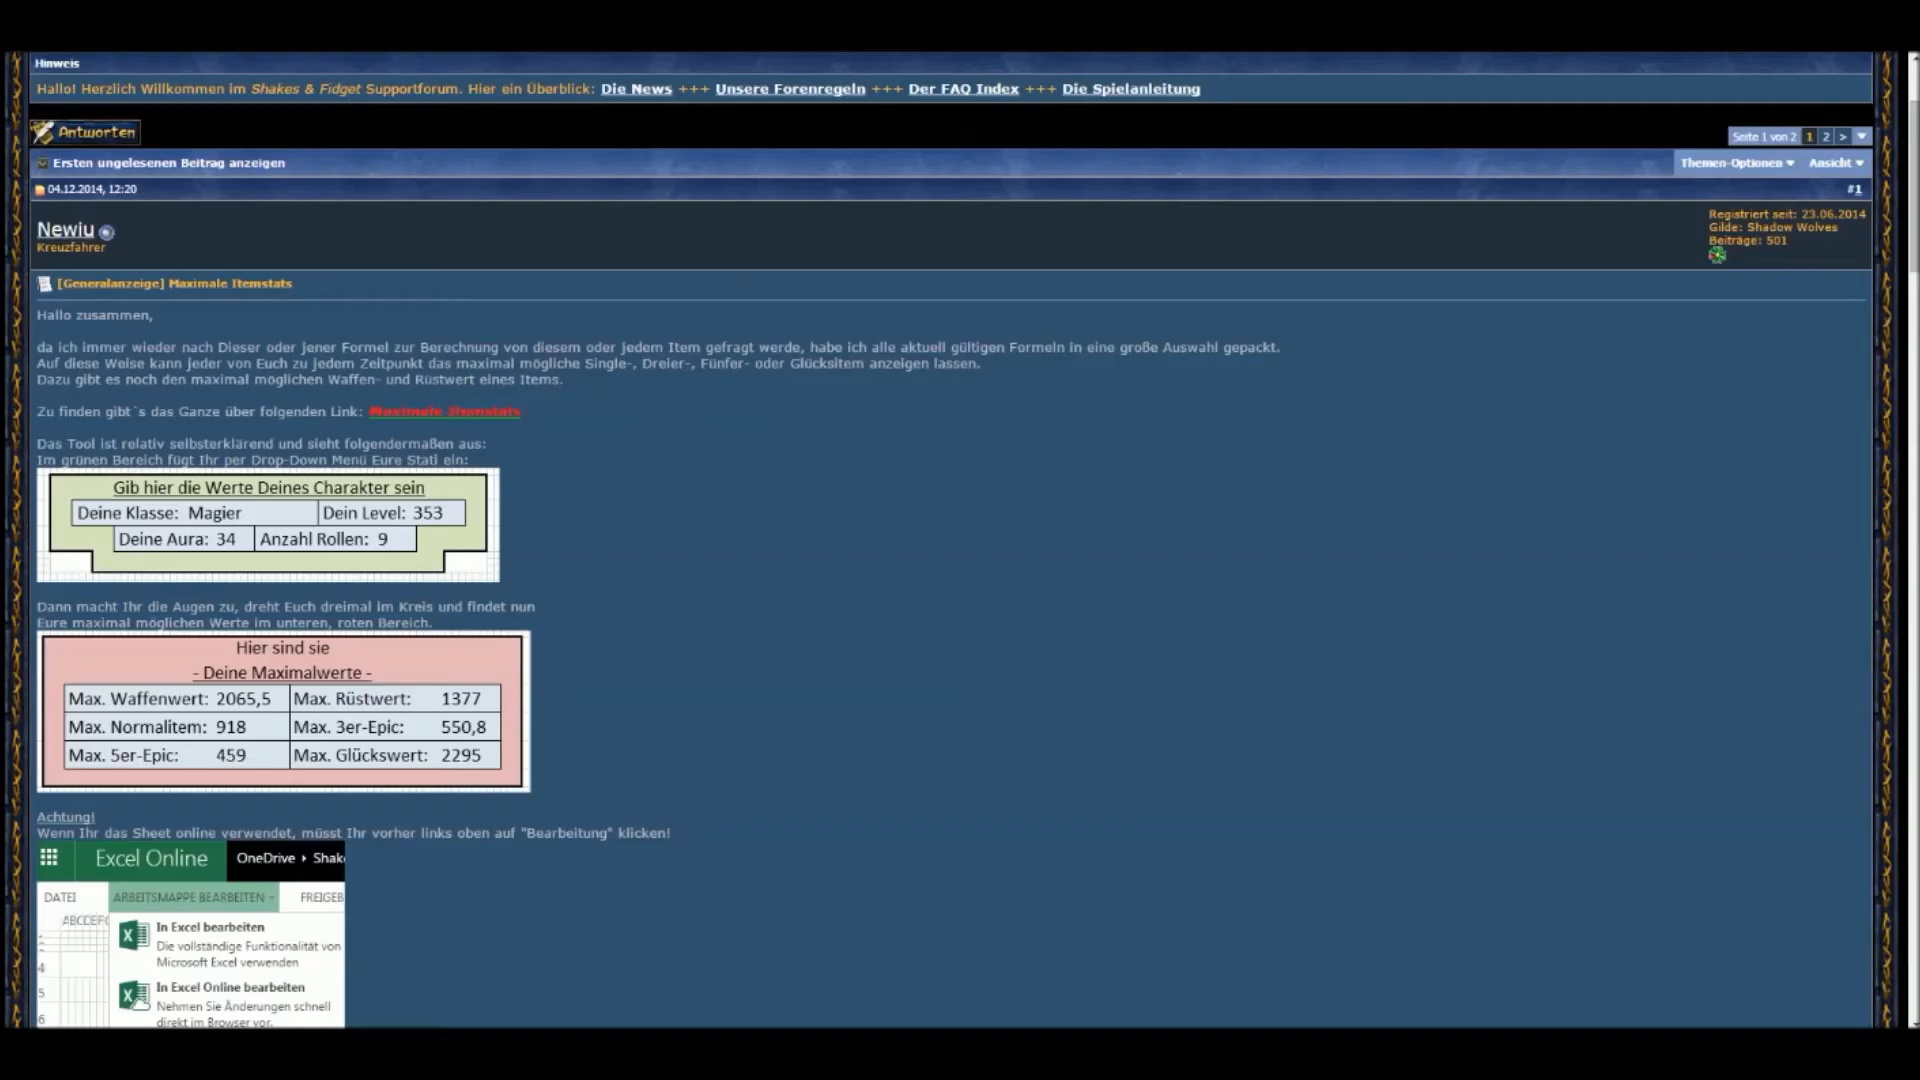 Hinweis
Hallo! Herzlich Willkommen im Shakes & Fidget Supportforum. Hier ein Überblick: Die News +++ Unsere Forenregeln +++ Der FAQ Index +++ Die Spielanleitung
Antworten
Seite 1 von 2 1 2 >
Ersten ungelesenen Beitrag anzeigen
Themen-Optionen Ansicht
04.12.2014, 12:20
#1
Newiu
Kreuzfahrer
Registriert seit: 23.06.2014
Gilde: Shadow Wolves
Beiträge: 501
[Generalanzeige] Maximale Itemstats
Hallo zusammen,
da ich immer wieder nach Dieser oder jener Formel zur Berechnung von diesem oder jedem Item gefragt werde, habe ich alle aktuell gültigen Formeln in eine große Auswahl gepackt.
Auf diese Weise kann jeder von Euch zu jedem Zeitpunkt das maximal mögliche Single-, Dreier-, Fünfer- oder Glücksitem anzeigen lassen.
Dazu gibt es noch den maximal möglichen Waffen- und Rüstwert eines Items.
Zu finden gibt´s das Ganze über folgenden Link: Maximale Itemstats
Das Tool ist relativ selbsterklärend und sieht folgendermaßen aus:
Im grünen Bereich fügt Ihr per Drop-Down Menü Eure Stati ein:
Gib hier die Werte Deines Charakter sein
Deine Klasse: Magier Dein Level: 353
Deine Aura: 34 Anzahl Rollen: 9
Dann macht Ihr die Augen zu, dreht Euch dreimal im Kreis und findet nun
Eure maximal möglichen Werte im unteren, roten Bereich.
Hier sind sie
- Deine Maximalwerte -
Max. Waffenwert: 2065,5 Max. Rüstwert: 1377
Max. Normalitem: 918 Max. 3er-Epic: 550,8
Max. 5er-Epic: 459 Max. Glückswert: 2295
Achtung!
Wenn Ihr das Sheet online verwendet, müsst Ihr vorher links oben auf "Bearbeitung" klicken!
Excel Online OneDrive Shak
DATEI ARBEITSMAPPE BEARBEITEN FREIGEB
ABCDEF
In Excel bearbeiten
Die vollständige Funktionalität von
Microsoft Excel verwenden
4
In Excel Online bearbeiten
5
Nehmen Sie Änderungen schnell
6
direkt im Browser vor.